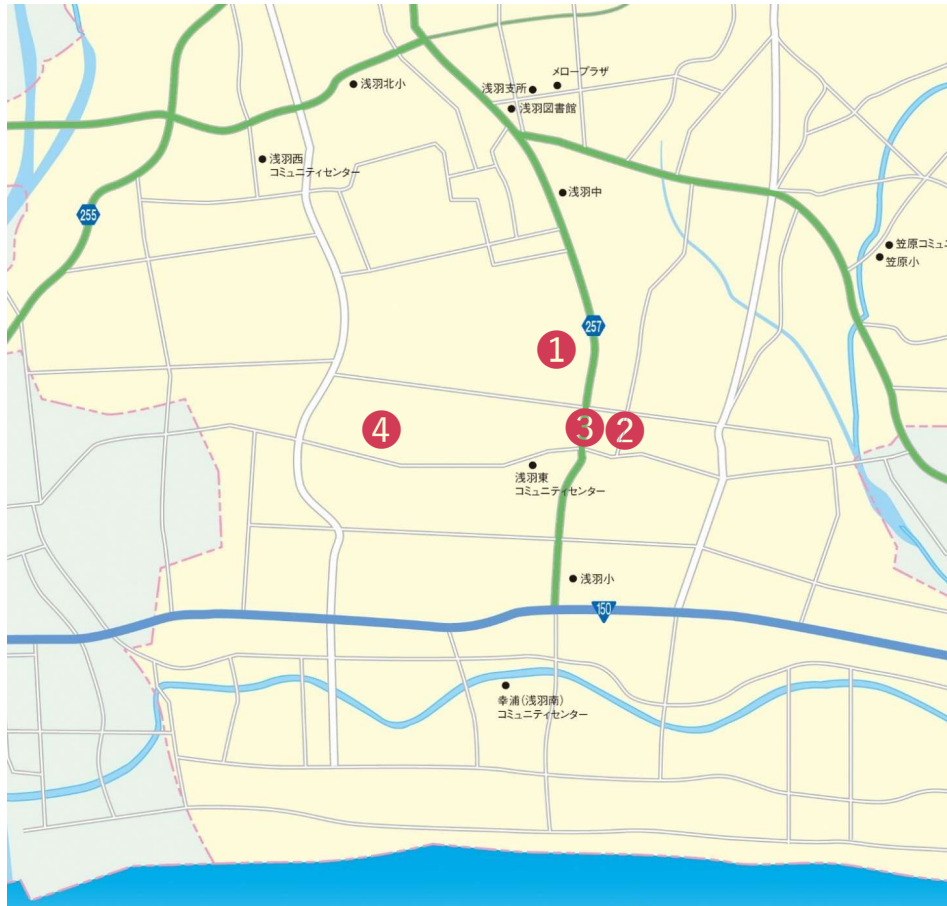 メロープラザ
浅羽支所
浅羽北小
浅羽図書館
浅羽西
コミュニティセンター
浅羽中
255
笠原コミュニ
笠原小
257
1
4
3
2
浅羽東
コミュニティセンター
浅羽小
150
幸浦(浅羽南)
コミュニティセンター